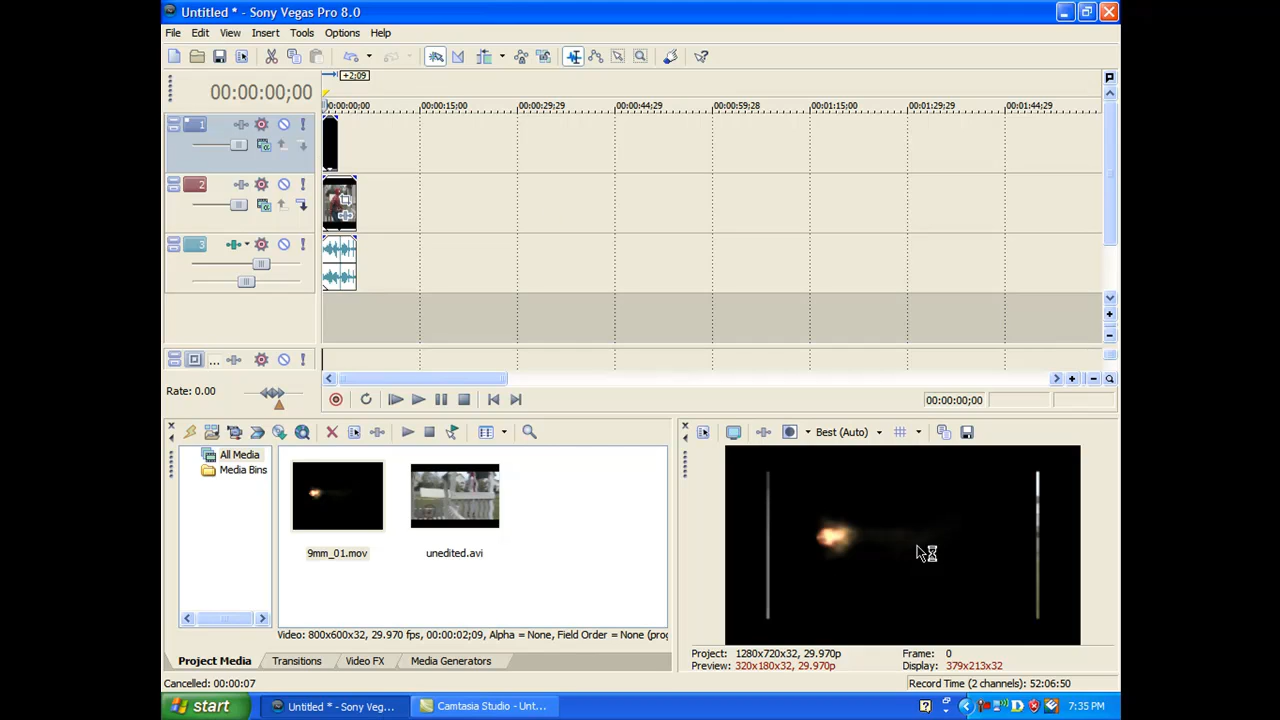 Untitled * - Sony Vegas Pro 8.0
File Edit View Insert Tools Options Help
+2:09
00:00:00;00
00:00:00;00 00:00:15;00 00:00:29;29 00:00:44;29 00:00:59;28 00:01:15;00 00:01:29;29 00:01:44;29
1
2
3
...
Rate: 0.00
00:00:00;00
All Media
Media Bins
9mm_01.mov
unedited.avi
Best (Auto)
Video: 800x600x32, 29.970 fps, 00:00:02;09, Alpha = None, Field Order = None (prog
Project Media Transitions Video FX Media Generators
Project: 1280x720x32, 29.970p Frame: 0
Preview: 320x180x32, 29.970p Display: 379x213x32
Cancelled: 00:00:07
Record Time (2 channels): 52:06:50
start
Untitled * - Sony Veg...
Camtasia Studio - Unt...
7:35 PM